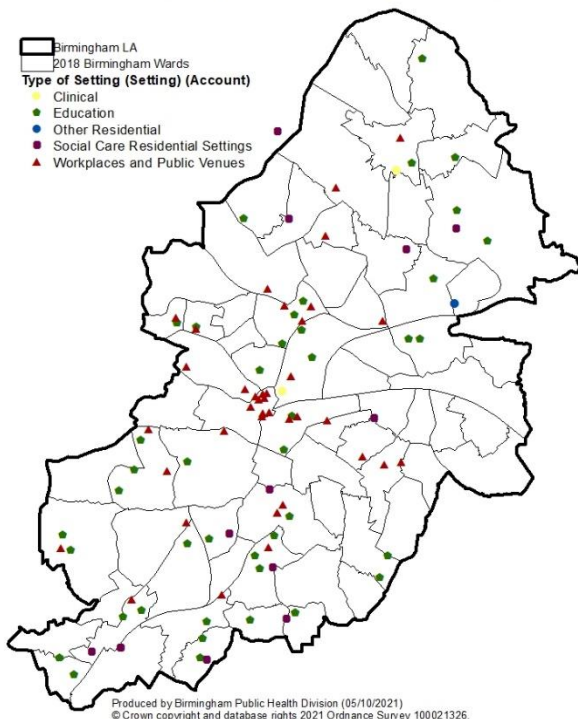 Birmingham LA
2018 Birmingham Wards
Type of Setting (Setting) (Account)
Clinical
Education
Other Residential
Social Care Residential Settings
Workplaces and Public Venues
Produced by Birmingham Public Health Division (05/10/2021)
© Crown copyright and database rights 2021 Ordnance Survey 100021326.